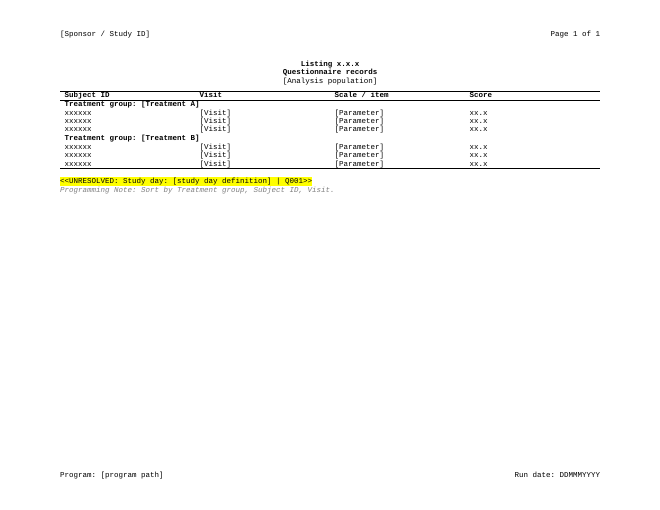 [Sponsor / Study ID] Page 1 of 1
Listing x.x.x
Questionnaire records
[Analysis population]
Subject ID Visit Scale / item Score
Treatment group: [Treatment A]
xxxxxx [Visit] [Parameter] xx.x
xxxxxx [Visit] [Parameter] xx.x
xxxxxx [Visit] [Parameter] xx.x
Treatment group: [Treatment B]
xxxxxx [Visit] [Parameter] xx.x
xxxxxx [Visit] [Parameter] xx.x
xxxxxx [Visit] [Parameter] xx.x
<<UNRESOLVED: Study day: [study day definition] | Q001>>
Programming Note: Sort by Treatment group, Subject ID, Visit.
Program: [program path] Run date: DDMMMYYYY